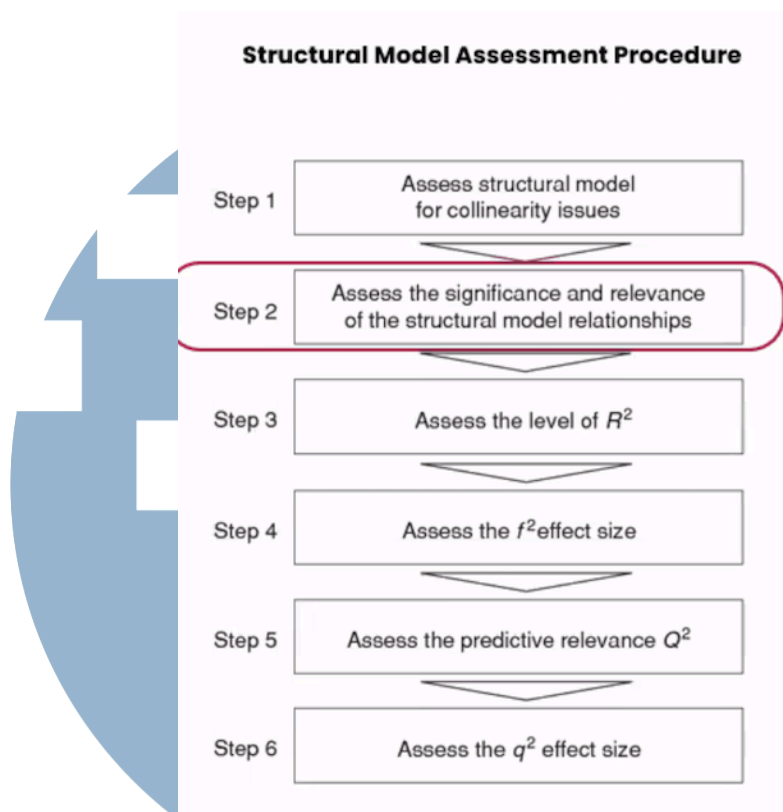 Structural Model Assessment Procedure
Step 1
Assess structural model
for collinearity issues
Step 2
Assess the significance and relevance
of the structural model relationships
Step 3
Assess the level of R²
Step 4
Assess the f² effect size
Step 5
Assess the predictive relevance Q²
Step 6
Assess the q² effect size